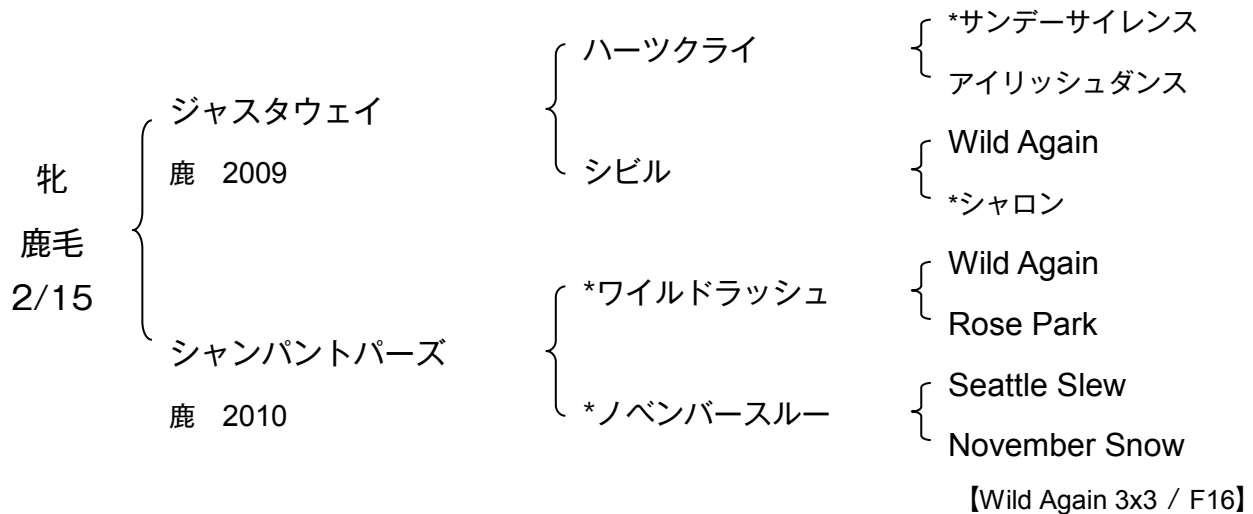 牝
鹿毛
2/15
ジャスタウェイ
鹿 2009
シャンパントパーズ
鹿 2010
ハーツクライ
シビル
*ワイルドラッシュ
*ノベンバースルー
*サンデーサイレンス
アイリッシュダンス
Wild Again
*シャロン
Wild Again
Rose Park
Seattle Slew
November Snow
【Wild Again 3x3 / F16】